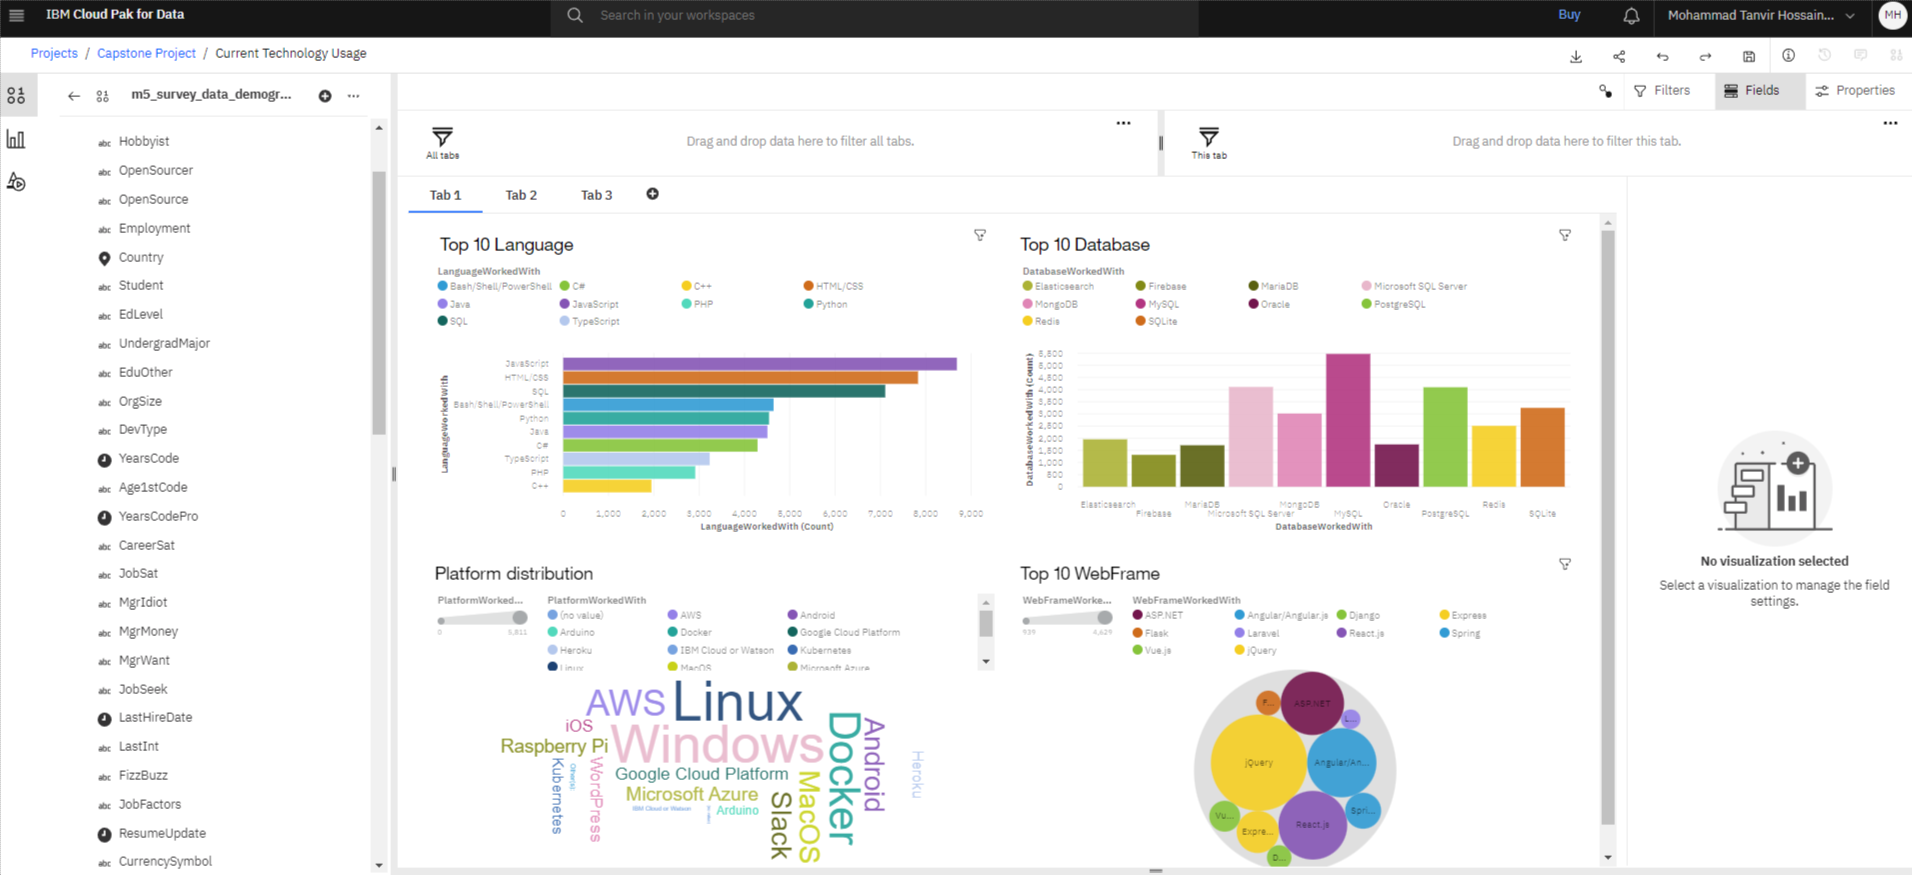 IBM Cloud Pak for Data
Search in your workspaces
Buy
Mohammad Tanvir Hossain...
MH
Projects / Capstone Project / Current Technology Usage
m5_survey_data_demogr...
Filters
Fields
Properties
abc Hobbyist
abc OpenSourcer
abc OpenSource
abc Employment
Country
abc Student
abc EdLevel
abc UndergradMajor
abc EduOther
abc OrgSize
abc DevType
YearsCode
abc Age1stCode
YearsCodePro
abc CareerSat
abc JobSat
abc MgrIdiot
abc MgrMoney
abc MgrWant
abc JobSeek
LastHireDate
abc LastInt
abc FizzBuzz
abc JobFactors
ResumeUpdate
abc CurrencySymbol
All tabs
Drag and drop data here to filter all tabs.
This tab
Drag and drop data here to filter this tab.
Tab 1
Tab 2
Tab 3
Top 10 Language
LanguageWorkedWith
Bash/Shell/PowerShell C# C++ HTML/CSS
Java JavaScript PHP Python
SQL TypeScript
LanguageWorkedWith
JavaScript
HTML/CSS
SQL
Bash/Shell/PowerShell
Python
Java
C#
TypeScript
PHP
C++
0 1,000 2,000 3,000 4,000 5,000 6,000 7,000 8,000 9,000
LanguageWorkedWith (Count)
Top 10 Database
DatabaseWorkedWith
Elasticsearch Firebase MariaDB Microsoft SQL Server
MongoDB MySQL Oracle PostgreSQL
Redis SQLite
DatabaseWorkedWith (Count)
5,500
5,000
4,500
4,000
3,500
3,000
2,500
2,000
1,500
1,000
500
0
Elasticsearch Firebase MariaDB Microsoft SQL Server MongoDB MySQL Oracle PostgreSQL Redis SQLite
DatabaseWorkedWith
Platform distribution
PlatformWorked...
0 5,811
PlatformWorkedWith
(no value) AWS Android
Arduino Docker Google Cloud Platform
Heroku IBM Cloud or Watson Kubernetes
Linux MacOS Microsoft Azure
AWS
Linux
iOS
Raspberry Pi
Windows
Docker
Android
Heroku
Kubernetes
Other(s):
WordPress
Google Cloud Platform
Microsoft Azure
IBM Cloud or Watson
Arduino
Slack
MacOS
Top 10 WebFrame
WebFrameWorke...
939 4,629
WebFrameWorkedWith
ASP.NET Angular/Angular.js Django Express
Flask Laravel React.js Spring
Vue.js jQuery
F...
ASP.NET
L...
jQuery
Angular/An...
Vu...
Expre...
React.js
Spri...
D...
No visualization selected
Select a visualization to manage the field
settings.